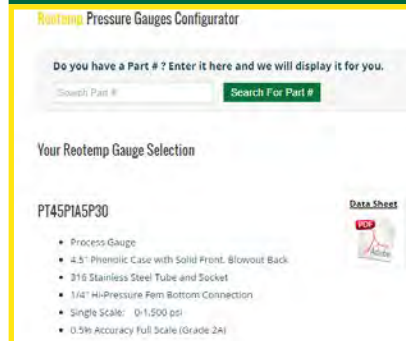 Reotemp Pressure Gauges Configurator
Do you have a Part # ? Enter it here and we will display it for you.
Search Part #
Search For Part #
Your Reotemp Gauge Selection
PT45P1A5P30
Data Sheet
PDF
Adobe
• Process Gauge
• 4.5" Phenolic Case with Solid Front, Blowout Back
• 316 Stainless Steel Tube and Socket
• 1/4" Hi-Pressure Fem Bottom Connection
• Single Scale: 0-1,500 psi
• 0.5% Accuracy Full Scale (Grade 2A)